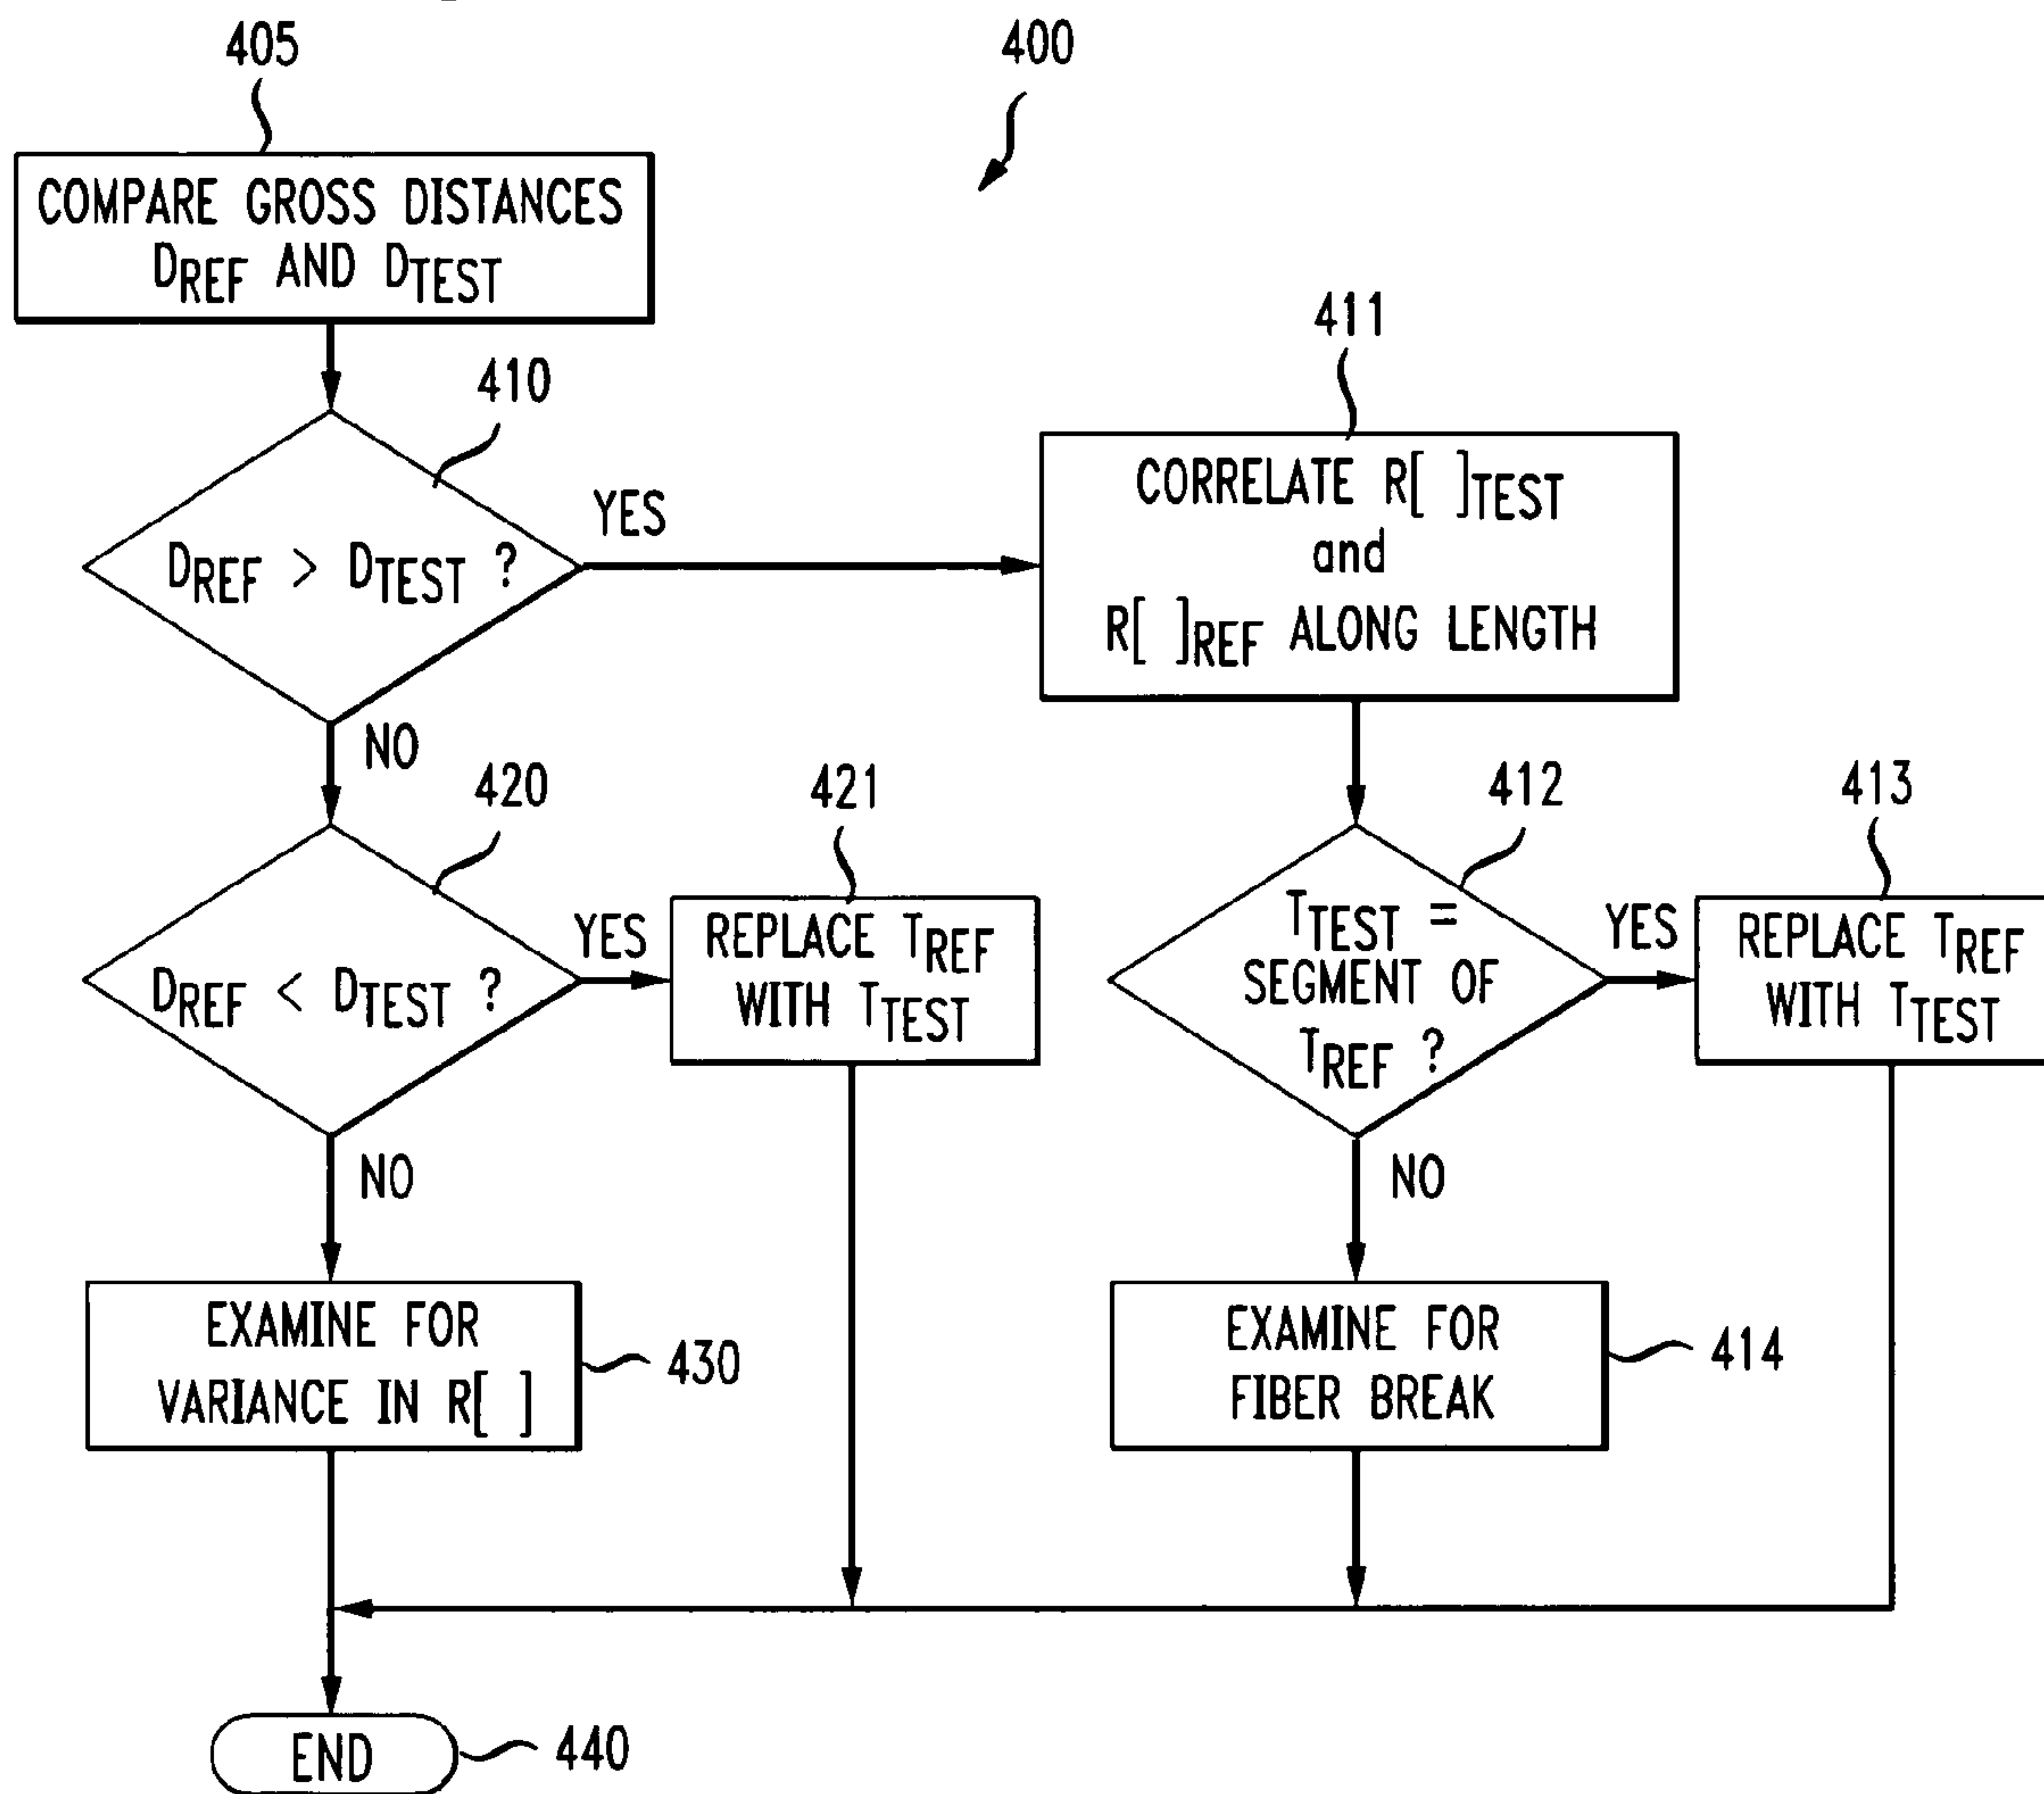 405
400
COMPARE GROSS DISTANCES
DREF AND DTEST
410
DREF > DTEST ?
YES
NO
411
CORRELATE R[ ]TEST
and
R[ ]REF ALONG LENGTH
420
DREF < DTEST ?
YES
NO
421
REPLACE TREF
WITH TTEST
412
TTEST =
SEGMENT OF
TREF ?
YES
NO
413
REPLACE TREF
WITH TTEST
EXAMINE FOR
VARIANCE IN R[ ]
430
EXAMINE FOR
FIBER BREAK
414
END
440